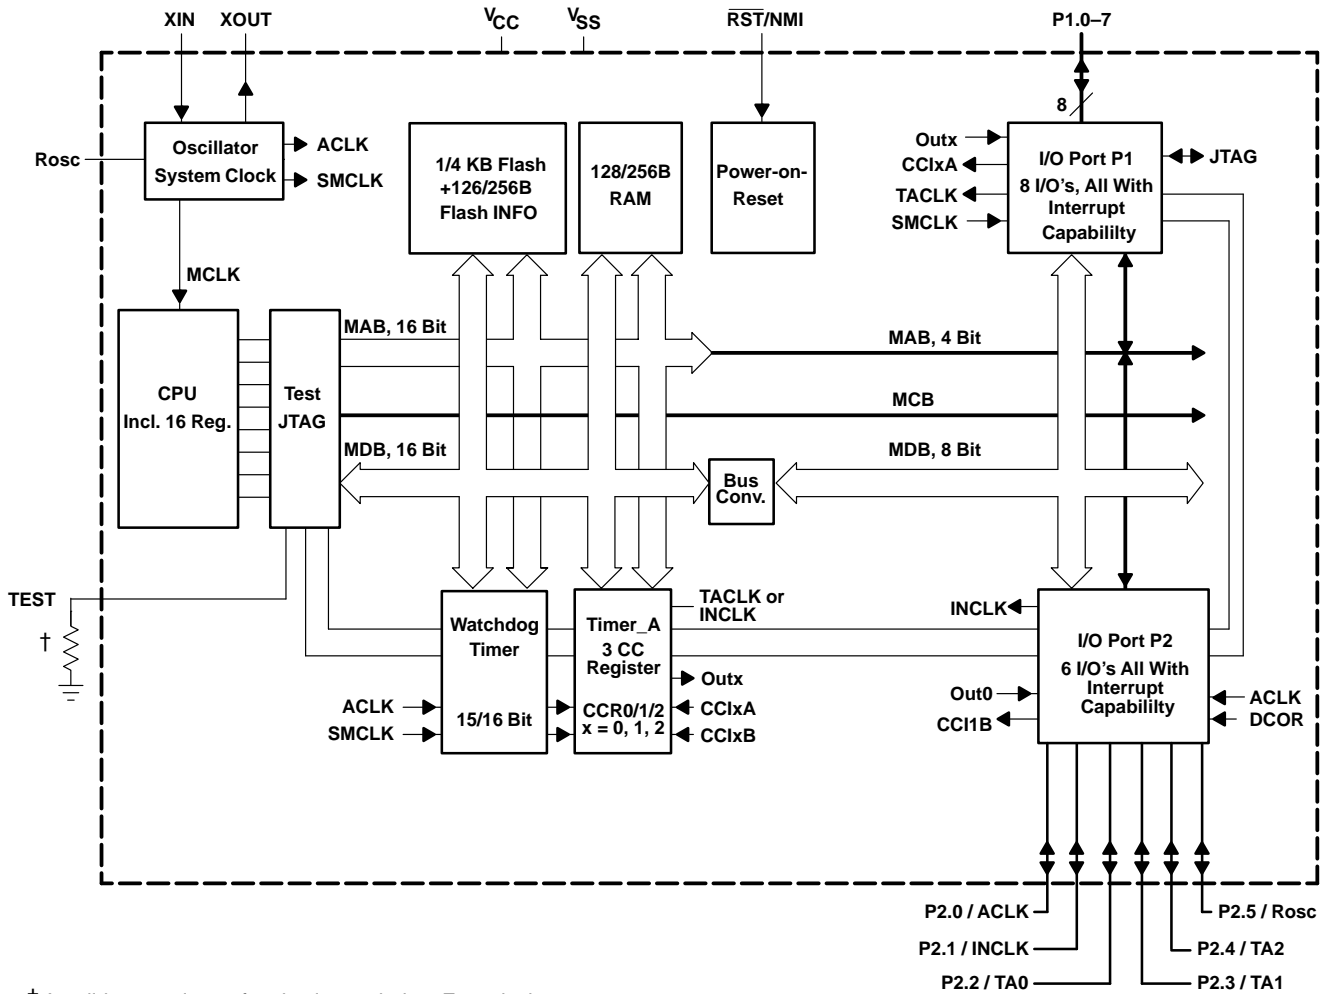 XIN XOUT VCC VSS RST/NMI P1.0–7
8
Rosc
Oscillator
System Clock
ACLK
SMCLK
1/4 KB Flash
+126/256B
Flash INFO
128/256B
RAM
Power-on-
Reset
Outx
CCIxA
TACLK
SMCLK
I/O Port P1
8 I/O's, All With
Interrupt
Capabililty
JTAG
MCLK
CPU
Incl. 16 Reg.
Test
JTAG
MAB, 16 Bit
MAB, 4 Bit
MCB
MDB, 16 Bit
Bus
Conv.
MDB, 8 Bit
TEST
†
Watchdog
Timer
15/16 Bit
ACLK
SMCLK
Timer_A
3 CC
Register
CCR0/1/2
x = 0, 1, 2
TACLK or
INCLK
Outx
CCIxA
CCIxB
INCLK
Out0
CCI1B
I/O Port P2
6 I/O's All With
Interrupt
Capabililty
ACLK
DCOR
P2.0 / ACLK
P2.5 / Rosc
P2.1 / INCLK
P2.4 / TA2
P2.2 / TA0
P2.3 / TA1